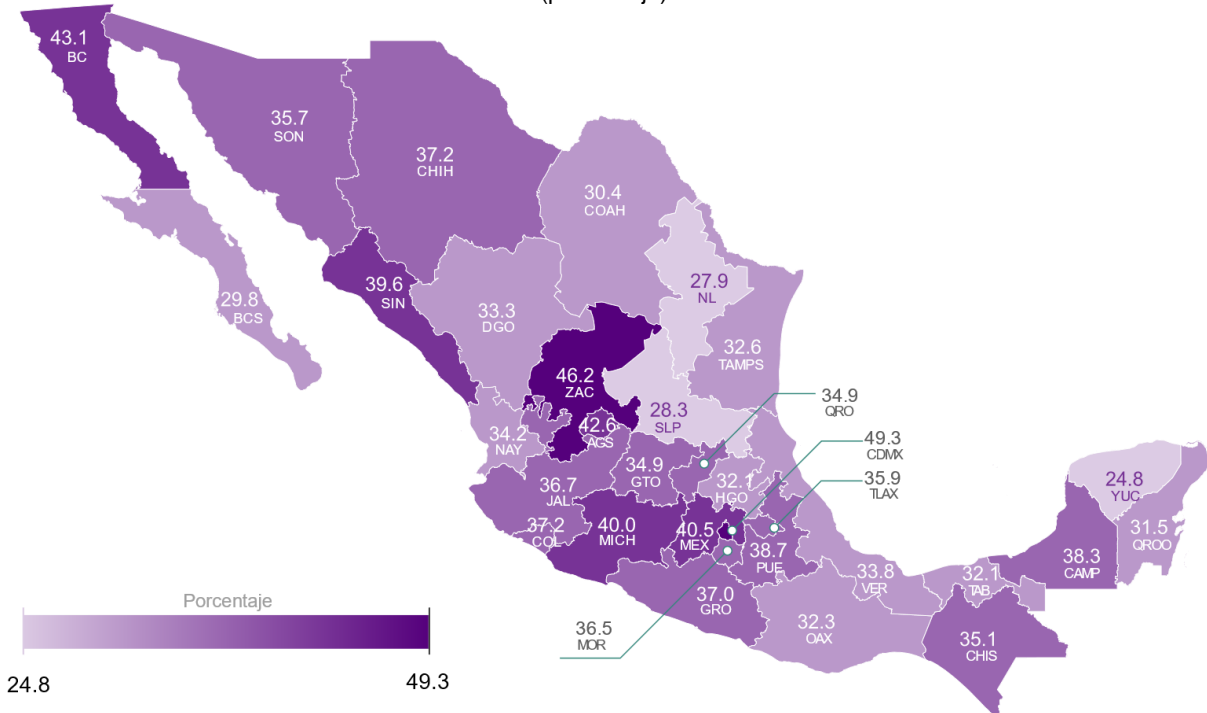 43.1
BC
35.7
SON
37.2
CHIH
30.4
COAH
27.9
NL
39.6
SIN
29.8
BCS
33.3
DGO
32.6
TAMPS
46.2
ZAC
34.9
QRO
28.3
SLP
42.6
AGS
34.2
NAY
49.3
CDMX
34.9
GTO
32.1
HGO
35.9
TLAX
24.8
YUC
36.7
JAL
37.2
COL
40.0
MICH
40.5
MEX
38.7
PUE
31.5
QROO
38.3
CAMP
33.8
VER
32.1
TAB
37.0
GRO
36.5
MOR
32.3
OAX
35.1
CHIS
Porcentaje
24.8
49.3